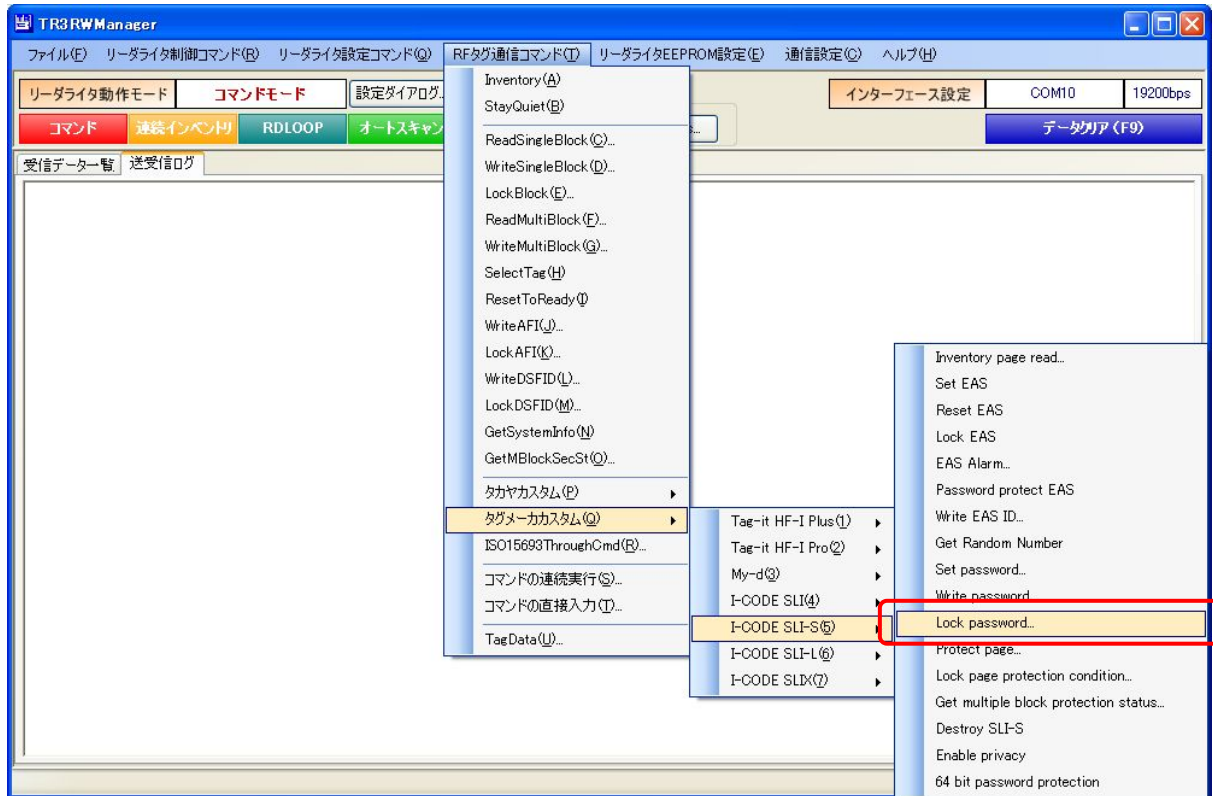 TR3RWManager
ファイル(F) リーダライタ制御コマンド(R) リーダライタ設定コマンド(Q) RFタグ通信コマンド(T) リーダライタEEPROM設定(E) 通信設定(C) ヘルプ(H)
リーダライタ動作モード コマンドモード 設定ダイアログ... インターフェース設定 COM10 19200bps
コマンド 連続インベントリ RDLOOP オートスキャン ... データクリア(F9)
受信データ一覧 送受信ログ
Inventory(A)
StayQuiet(B)
ReadSingleBlock(C)...
WriteSingleBlock(D)...
LockBlock(E)...
ReadMultiBlock(F)...
WriteMultiBlock(G)...
SelectTag(H)
ResetToReady(I)
WriteAFI(J)...
LockAFI(K)...
WriteDSFID(L)...
LockDSFID(M)...
GetSystemInfo(N)
GetMBlockSecSt(O)...
タカヤカスタム(P)
タグメーカカスタム(Q)
ISO15693ThroughCmd(R)...
コマンドの連続実行(S)...
コマンドの直接入力(T)...
TagData(U)...
Tag-it HF-I Plus(1)
Tag-it HF-I Pro(2)
My-d(3)
I-CODE SLI(4)
I-CODE SLI-S(5)
I-CODE SLI-L(6)
I-CODE SLIX(7)
Inventory page read...
Set EAS
Reset EAS
Lock EAS
EAS Alarm...
Password protect EAS
Write EAS ID...
Get Random Number
Set password...
Write password...
Lock password...
Protect page...
Lock page protection condition...
Get multiple block protection status...
Destroy SLI-S
Enable privacy
64 bit password protection